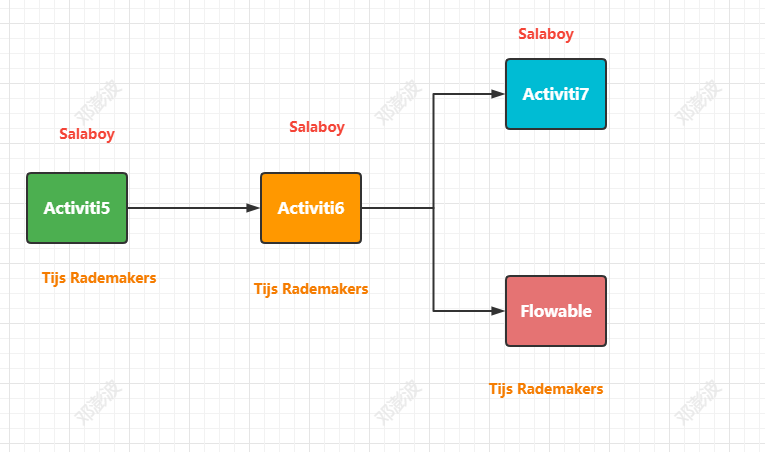 Salaboy
Activiti7
Salaboy
Salaboy
Activiti5
Activiti6
Tijs Rademakers
Tijs Rademakers
Flowable
Tijs Rademakers
邓澎波
邓澎波
邓澎波
邓澎波
邓澎波
邓澎波